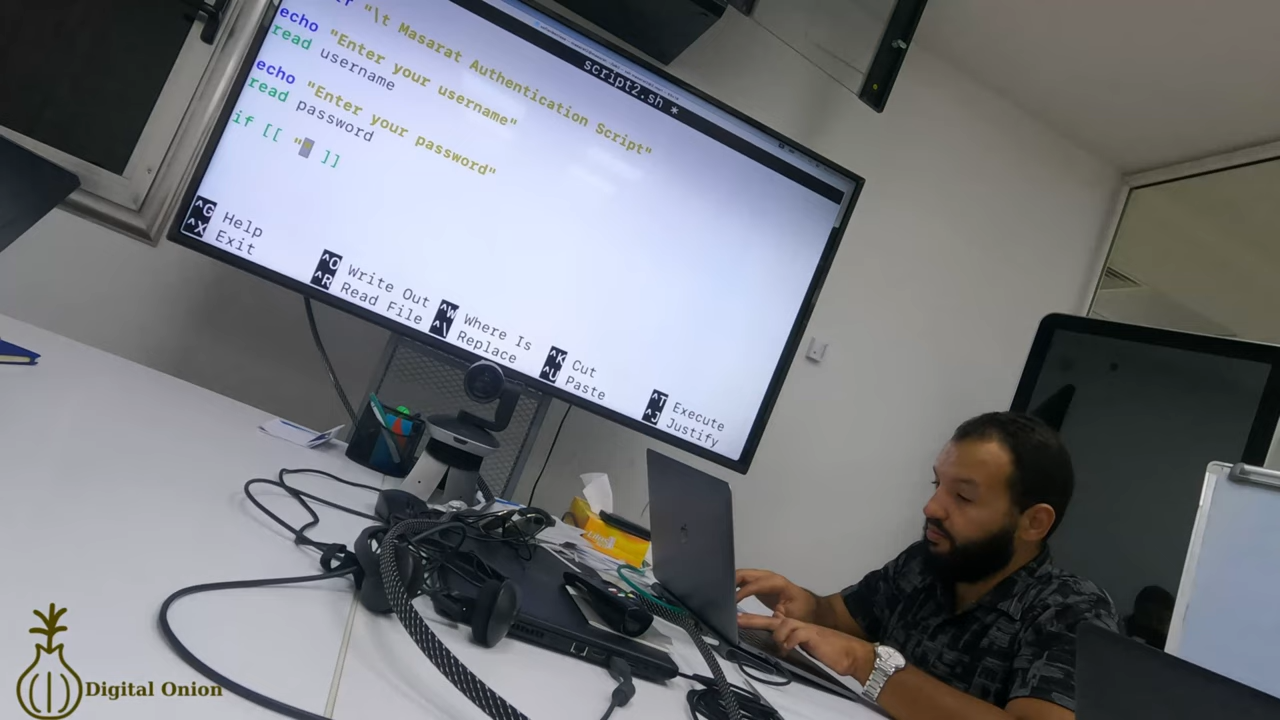 script2.sh *
"\t Masarat Authentication Script"
echo "Enter your username"
read username
echo "Enter your password"
read password
if [[ " ]]
^G Help
^X Exit
^O Write Out
^R Read File
^W Where Is
^\ Replace
^K Cut
^U Paste
^T Execute
^J Justify
Digital Onion